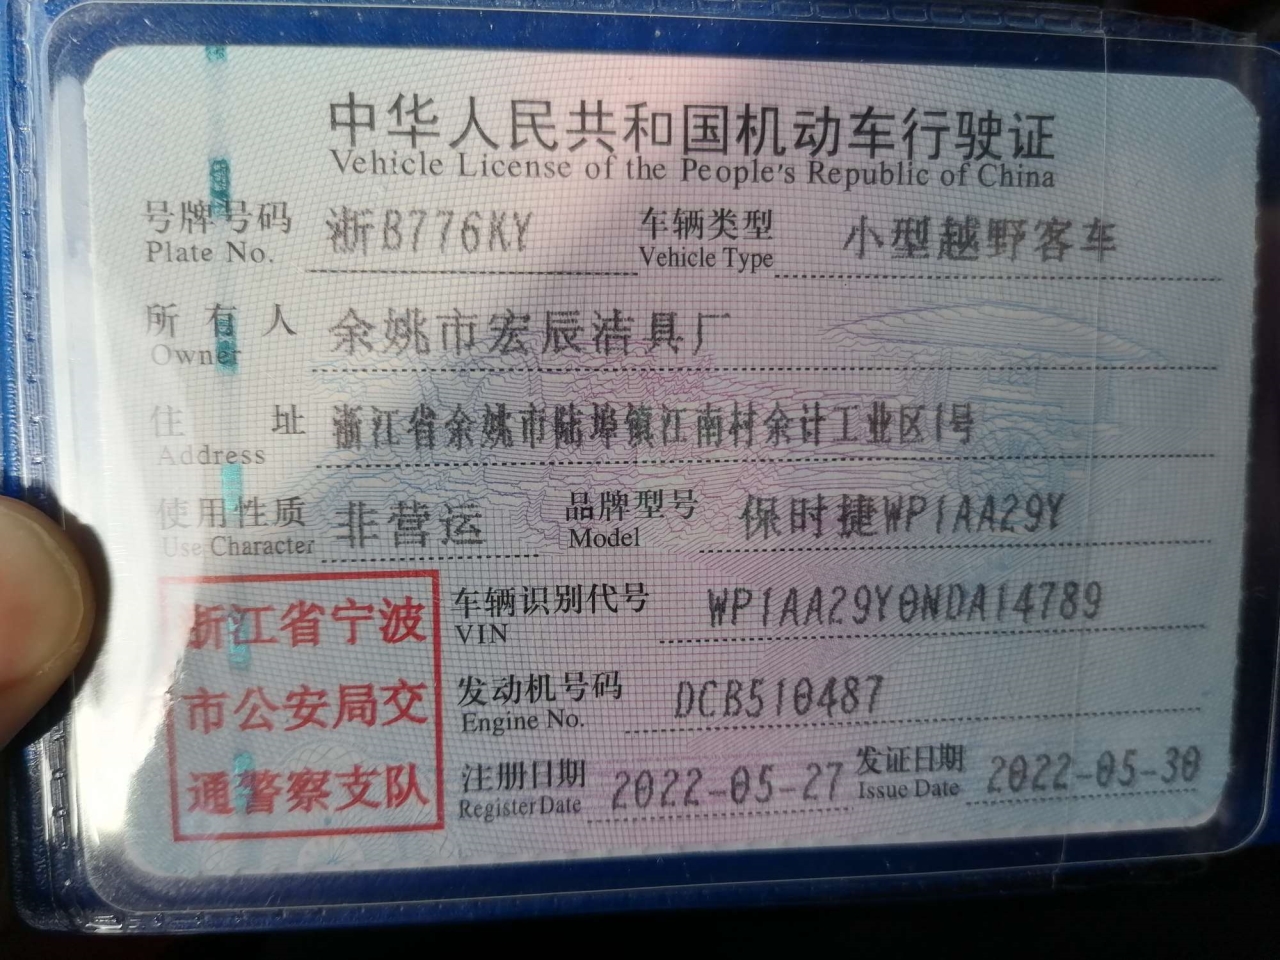 中华人民共和国机动车行驶证
Vehicle License of the People's Republic of China
号牌号码 浙B776KY 车辆类型 小型越野客车
Plate No. Vehicle Type
所有人 余姚市宏辰洁具厂
Owner
住址 浙江省余姚市陆埠镇江南村余计工业区1号
Address
使用性质 非营运 品牌型号 保时捷WP1AA29Y
Use Character Model
浙江省宁波
市公安局交
通警察支队
车辆识别代号 WP1AA29Y0NDA14789
VIN
发动机号码 DCB510487
Engine No.
注册日期 2022-05-27 发证日期 2022-05-30
Register Date Issue Date